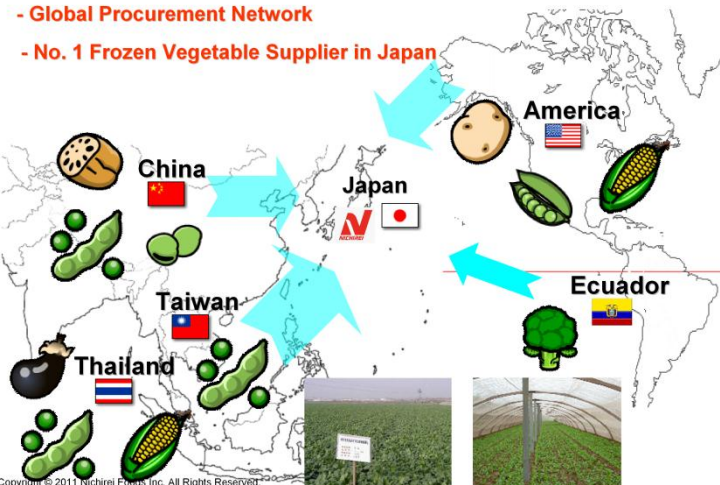 - Global Procurement Network
- No. 1 Frozen Vegetable Supplier in Japan
America
China
Japan
NICHIREI
Taiwan
Ecuador
Thailand
Copyright © 2011 Nichirei Foods Inc. All Rights Reserved